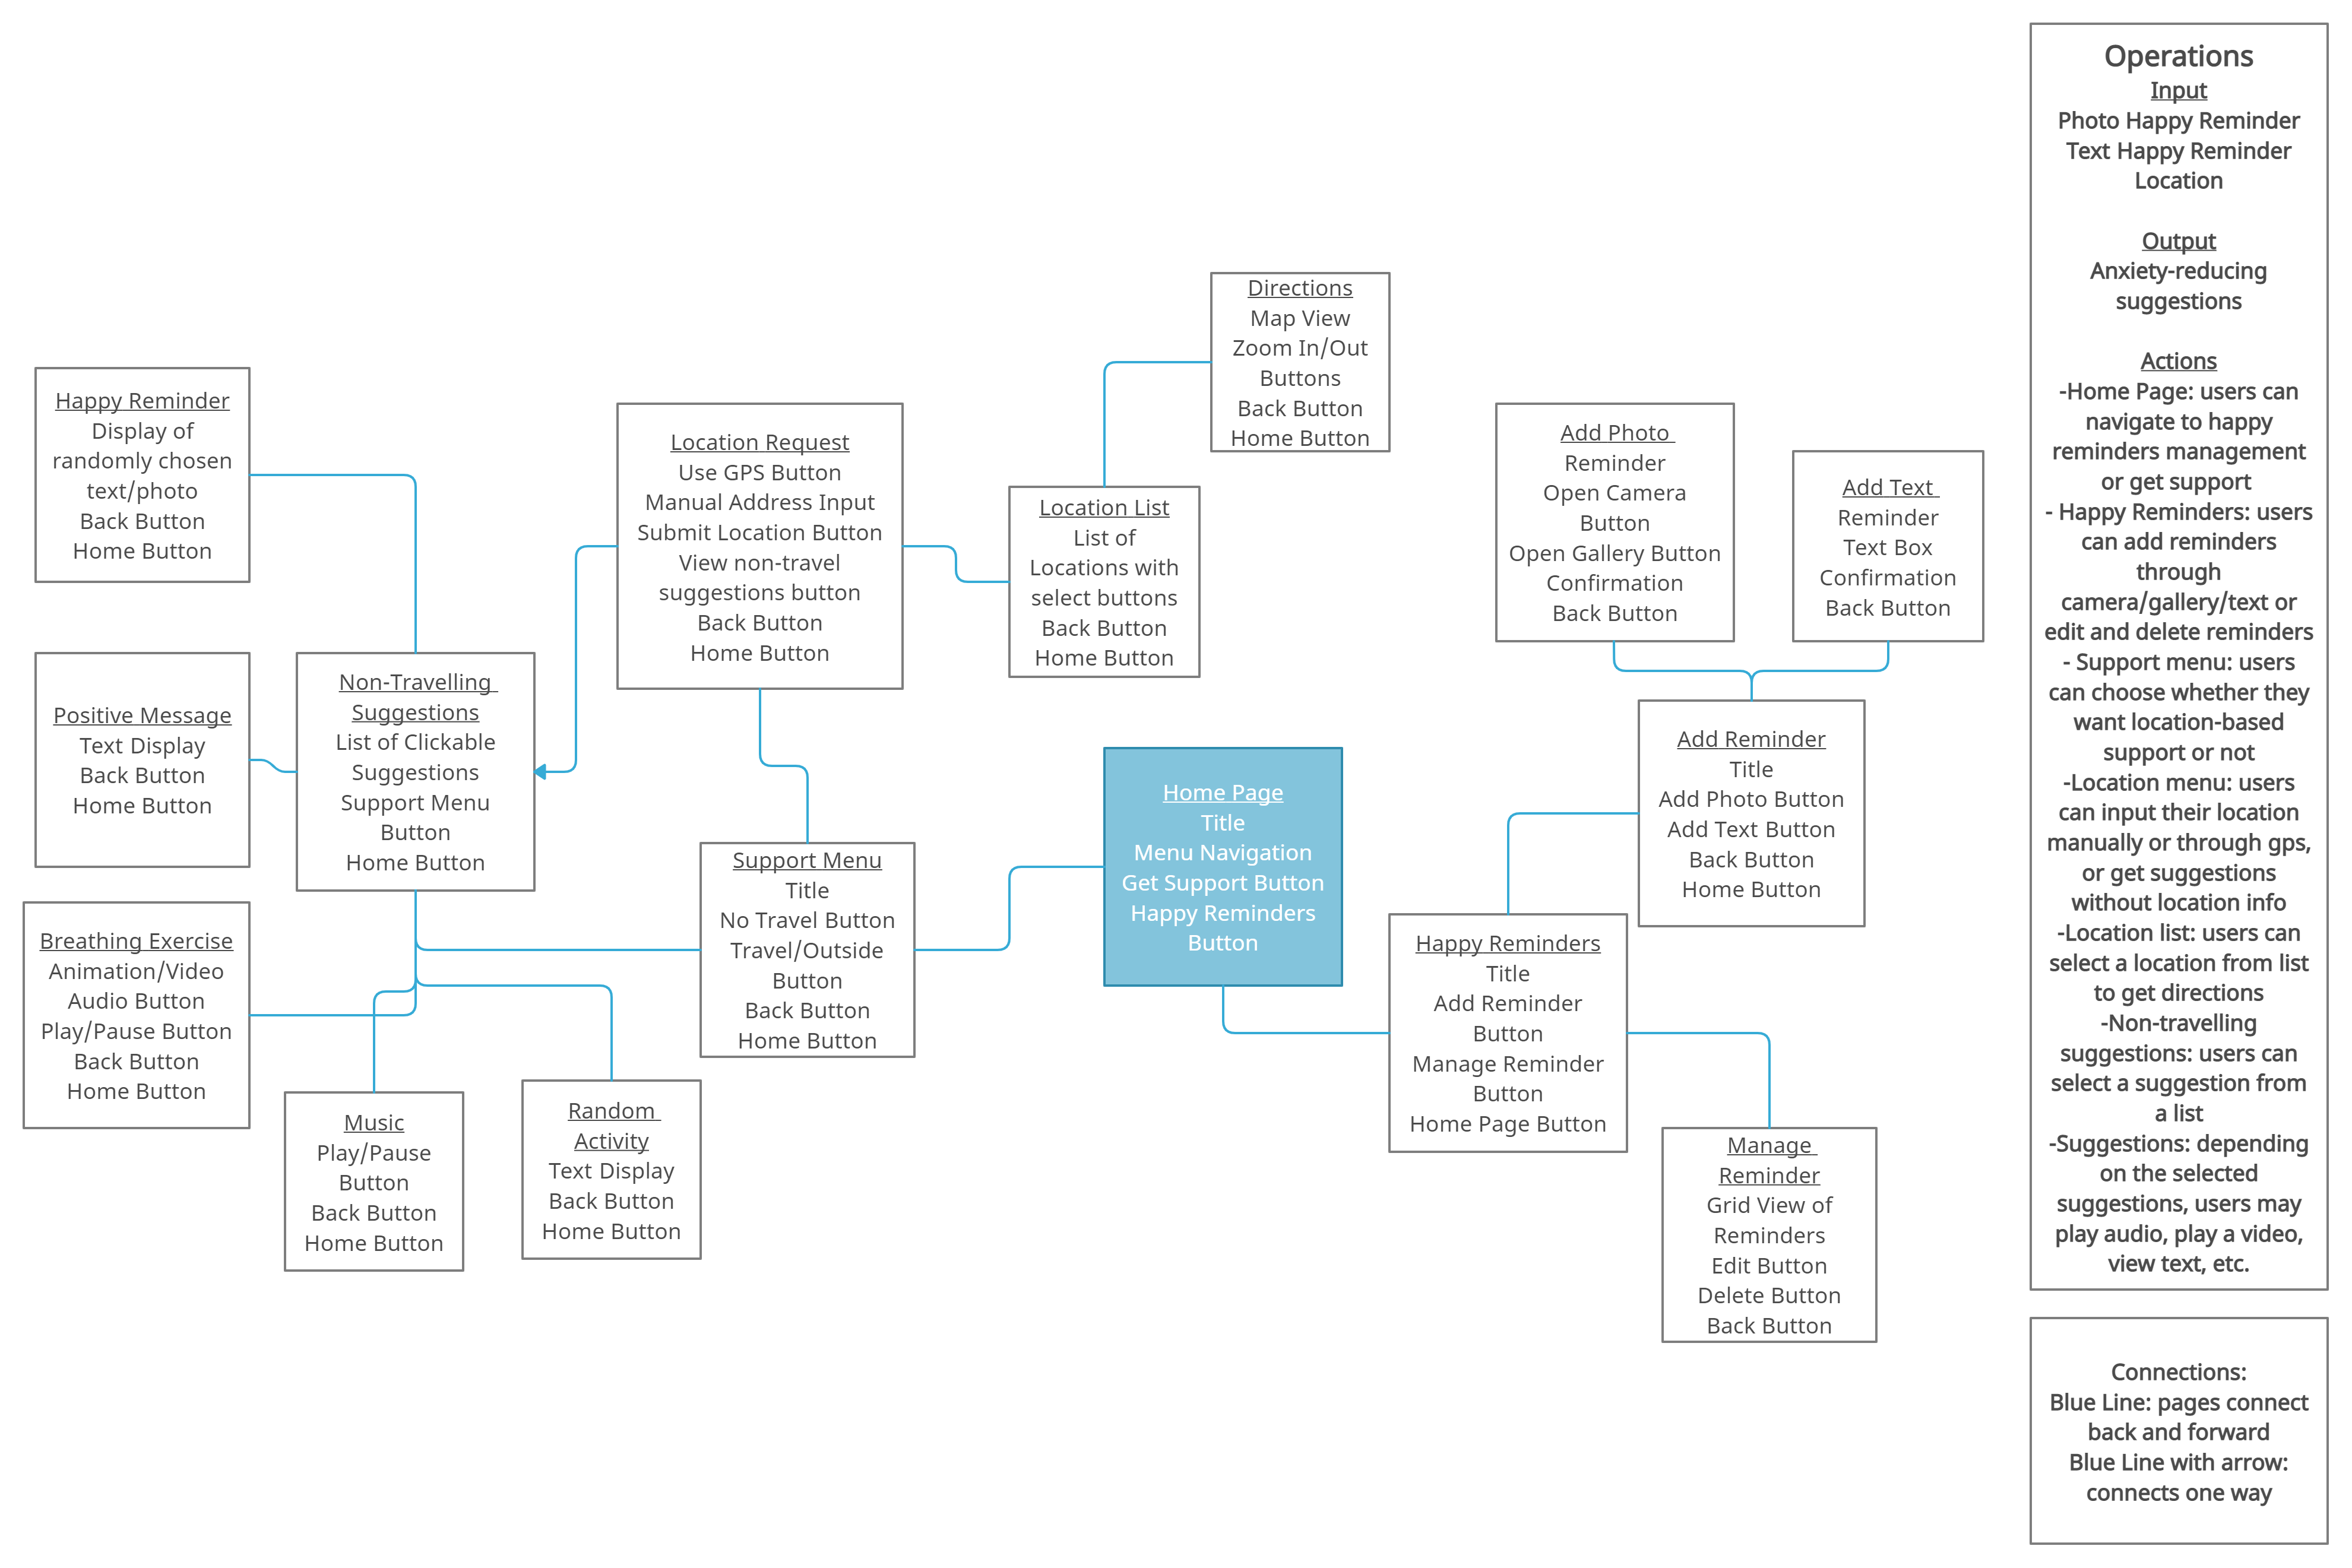 Happy Reminder
Display of
randomly chosen
text/photo
Back Button
Home Button
Positive Message
Text Display
Back Button
Home Button
Breathing Exercise
Animation/Video
Audio Button
Play/Pause Button
Back Button
Home Button
Non-Travelling
Suggestions
List of Clickable
Suggestions
Support Menu
Button
Home Button
Music
Play/Pause
Button
Back Button
Home Button
Random
Activity
Text Display
Back Button
Home Button
Location Request
Use GPS Button
Manual Address Input
Submit Location Button
View non-travel
suggestions button
Back Button
Home Button
Support Menu
Title
No Travel Button
Travel/Outside
Button
Back Button
Home Button
Location List
List of
Locations with
select buttons
Back Button
Home Button
Directions
Map View
Zoom In/Out
Buttons
Back Button
Home Button
Home Page
Title
Menu Navigation
Get Support Button
Happy Reminders
Button
Add Photo
Reminder
Open Camera
Button
Open Gallery Button
Confirmation
Back Button
Add Text
Reminder
Text Box
Confirmation
Back Button
Add Reminder
Title
Add Photo Button
Add Text Button
Back Button
Home Button
Happy Reminders
Title
Add Reminder
Button
Manage Reminder
Button
Home Page Button
Manage
Reminder
Grid View of
Reminders
Edit Button
Delete Button
Back Button
Operations
Input
Photo Happy Reminder
Text Happy Reminder
Location
Output
Anxiety-reducing
suggestions
Actions
-Home Page: users can
navigate to happy
reminders management
or get support
- Happy Reminders: users
can add reminders
through
camera/gallery/text or
edit and delete reminders
- Support menu: users
can choose whether they
want location-based
support or not
-Location menu: users
can input their location
manually or through gps,
or get suggestions
without location info
-Location list: users can
select a location from list
to get directions
-Non-travelling
suggestions: users can
select a suggestion from
a list
-Suggestions: depending
on the selected
suggestions, users may
play audio, play a video,
view text, etc.
Connections:
Blue Line: pages connect
back and forward
Blue Line with arrow:
connects one way